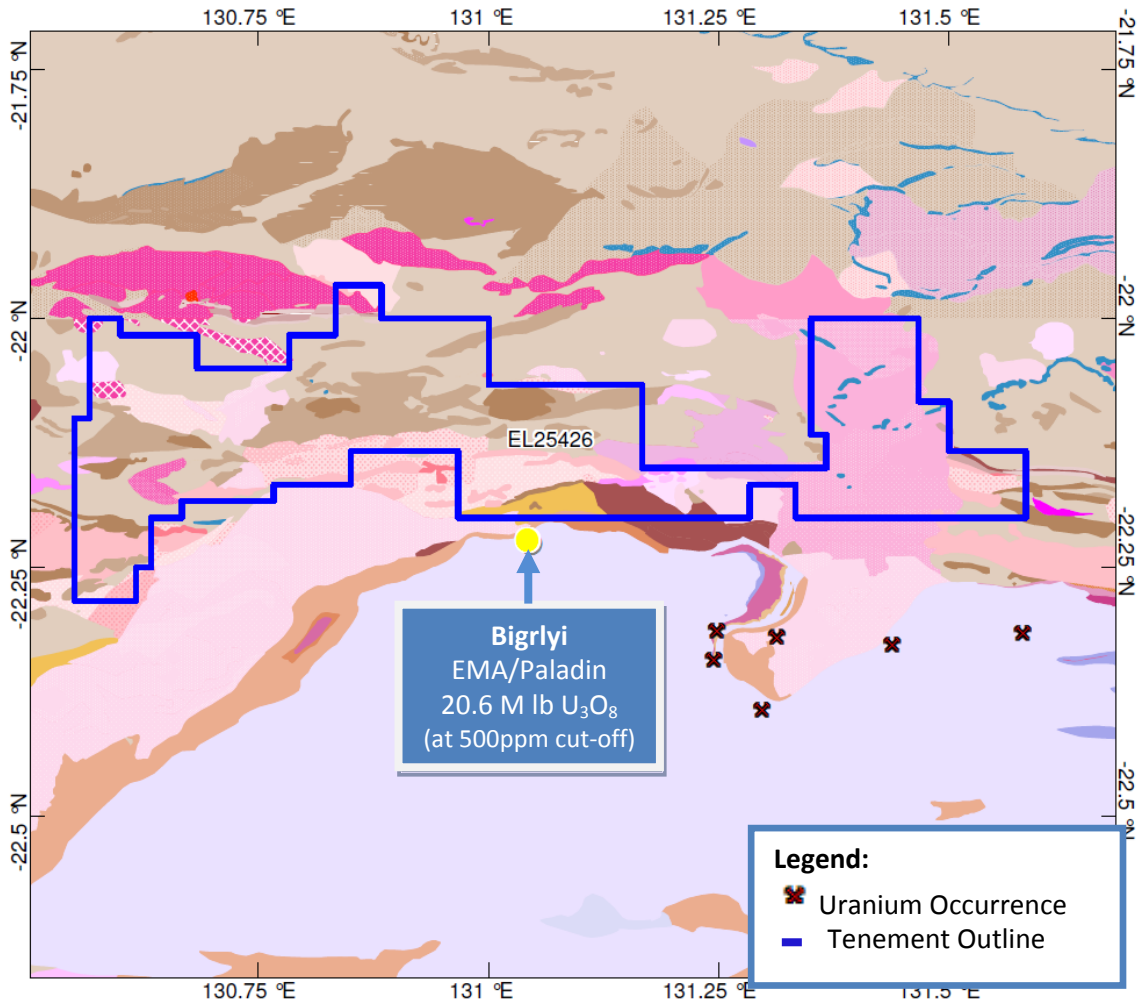 130.75 °E 131 °E 131.25 °E 131.5 °E
-21.75 °N -21.75 °N
-22 °N -22 °N
EL25426
-22.25 °N -22.25 °N
Bigrlyi
EMA/Paladin
20.6 M lb U₃O₈
(at 500ppm cut-off)
-22.5 °N -22.5 °N
Legend:
Uranium Occurrence
Tenement Outline
130.75 °E 131 °E 131.25 °E 131.5 °E